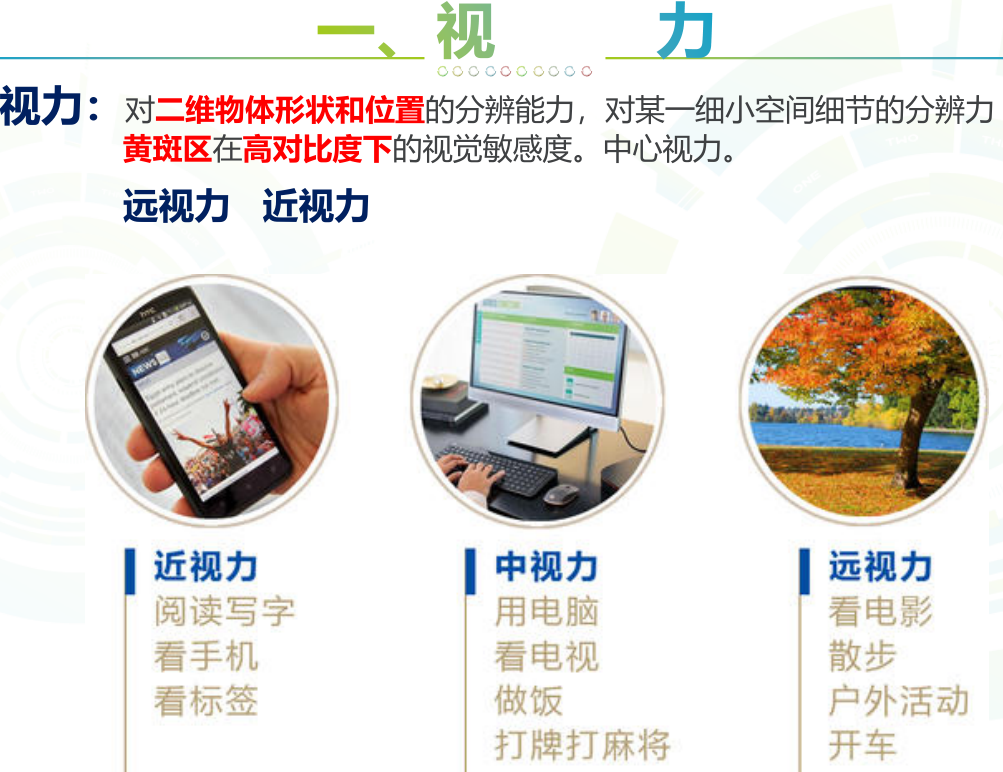 一、视 力
视力：对二维物体形状和位置的分辨能力，对某一细小空间细节的分辨力
黄斑区在高对比度下的视觉敏感度。中心视力。
远视力 近视力
NEWS
近视力
阅读写字
看手机
看标签
中视力
用电脑
看电视
做饭
打牌打麻将
远视力
看电影
散步
户外活动
开车